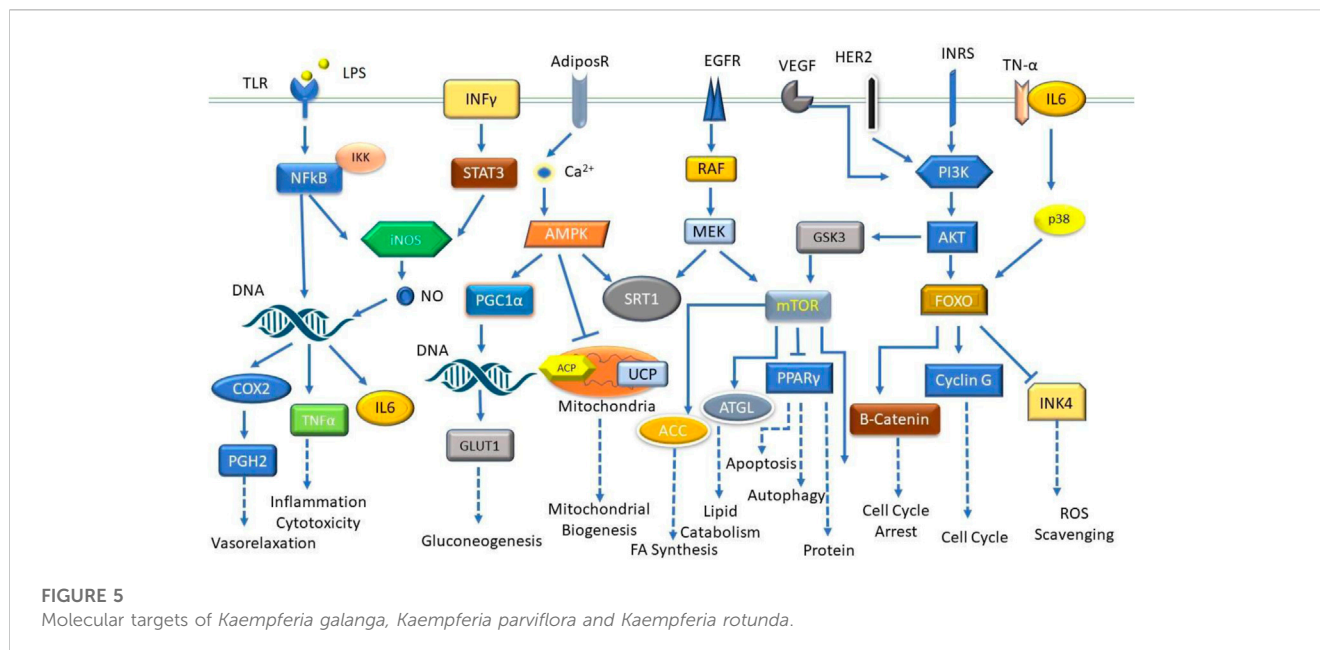 TLR
LPS
INFγ
AdiposR
EGFR
VEGF
HER2
INRS
TN-α
IL6
NFkB
IKK
STAT3
Ca²⁺
RAF
PI3K
iNOS
AMPK
MEK
GSK3
AKT
p38
DNA
NO
PGC1α
SRT1
mTOR
FOXO
DNA
ACP
UCP
Mitochondria
COX2
TNFα
IL6
PPARγ
Cyclin G
ATGL
INK4
ACC
B-Catenin
GLUT1
PGH2
Apoptosis
Autophagy
Inflammation
Cytotoxicity
Vasorelaxation
Gluconeogenesis
Mitochondrial
Biogenesis
Lipid
Catabolism
FA Synthesis
Protein
Cell Cycle
Arrest
Cell Cycle
ROS
Scavenging
FIGURE 5
Molecular targets of Kaempferia galanga, Kaempferia parviflora and Kaempferia rotunda.